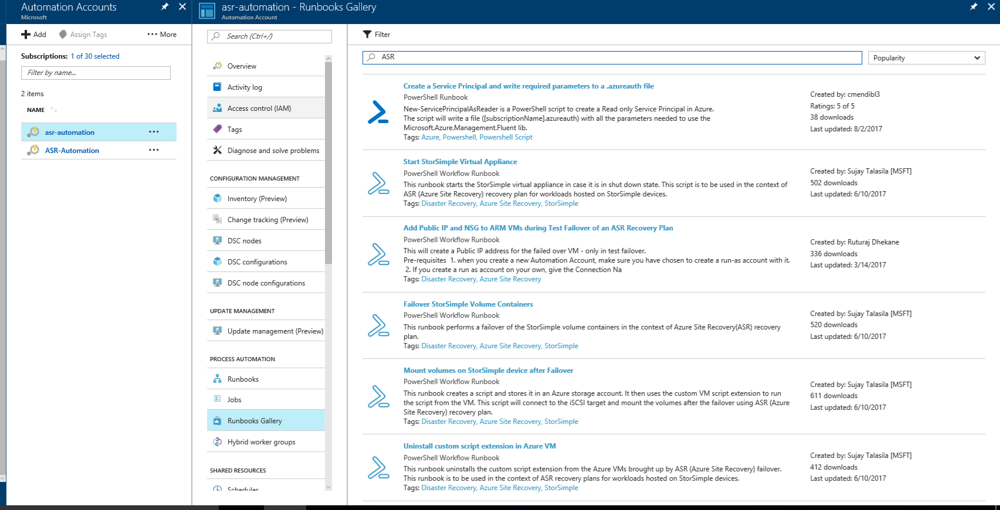 Automation Accounts
Microsoft
Add
Assign Tags
More
Subscriptions: 1 of 30 selected
Filter by name...
2 items
NAME
asr-automation
ASR-Automation
asr-automation - Runbooks Gallery
Automation Account
Search (Ctrl+/)
Overview
Activity log
Access control (IAM)
Tags
Diagnose and solve problems
CONFIGURATION MANAGEMENT
Inventory (Preview)
Change tracking (Preview)
DSC nodes
DSC configurations
DSC node configurations
UPDATE MANAGEMENT
Update management (Preview)
PROCESS AUTOMATION
Runbooks
Jobs
Runbooks Gallery
Hybrid worker groups
SHARED RESOURCES
Schedules
Filter
ASR
Popularity
Create a Service Principal and write required parameters to a .azureauth file
PowerShell Runbook
New-ServicePrincipalAsReader is a PowerShell script to create a Read only Service Principal in Azure.
The script will write a file ([subscriptionName].azureauth) with all the parameters needed to use the
Microsoft.Azure.Management.Fluent lib.
Tags: Azure, Powershell, Powershell Script
Created by: cmendibl3
Ratings: 5 of 5
38 downloads
Last updated: 8/2/2017
Start StorSimple Virtual Appliance
PowerShell Workflow Runbook
This runbook starts the StorSimple virtual appliance in case it is in shut down state. This script is to be used in the context of
ASR (Azure Site Recovery) recovery plan for workloads hosted on StorSimple devices.
Tags: Disaster Recovery, Azure Site Recovery, StorSimple
Created by: Sujay Talasila [MSFT]
502 downloads
Last updated: 6/10/2017
Add Public IP and NSG to ARM VMs during Test Failover of an ASR Recovery Plan
PowerShell Workflow Runbook
This will create a Public IP address for the failed over VM - only in test failover.
Pre-requisites 1. when you create a new Automation Account, make sure you have chosen to create a run-as account with it.
2. If you create a run as account on your own, give the Connection Na
Tags: Disaster Recovery, Azure Site Recovery
Created by: Ruturaj Dhekane
336 downloads
Last updated: 3/14/2017
Failover StorSimple Volume Containers
PowerShell Workflow Runbook
This runbook performs a failover of the StorSimple volume containers in the context of Azure Site Recovery(ASR) recovery
plan.
Tags: Disaster Recovery, Azure Site Recovery, StorSimple
Created by: Sujay Talasila [MSFT]
520 downloads
Last updated: 6/10/2017
Mount volumes on StorSimple device after Failover
PowerShell Workflow Runbook
This runbook creates a script and stores it in an Azure storage account. It then uses the custom VM script extension to run
the script from the VM. This script will connect to the iSCSI target and mount the volumes after the failover using ASR (Azure
Site Recovery) recovery plan.
Tags: Disaster Recovery, Azure Site Recovery, StorSimple
Created by: Sujay Talasila [MSFT]
611 downloads
Last updated: 6/10/2017
Uninstall custom script extension in Azure VM
PowerShell Workflow Runbook
This runbook uninstalls the custom script extension from the Azure VMs brought up by ASR (Azure Site Recovery) failover.
This runbook is to be used in the context of ASR recovery plans for workloads hosted on StorSimple devices.
Tags: Disaster Recovery, Azure Site Recovery, StorSimple
Created by: Sujay Talasila [MSFT]
412 downloads
Last updated: 6/10/2017